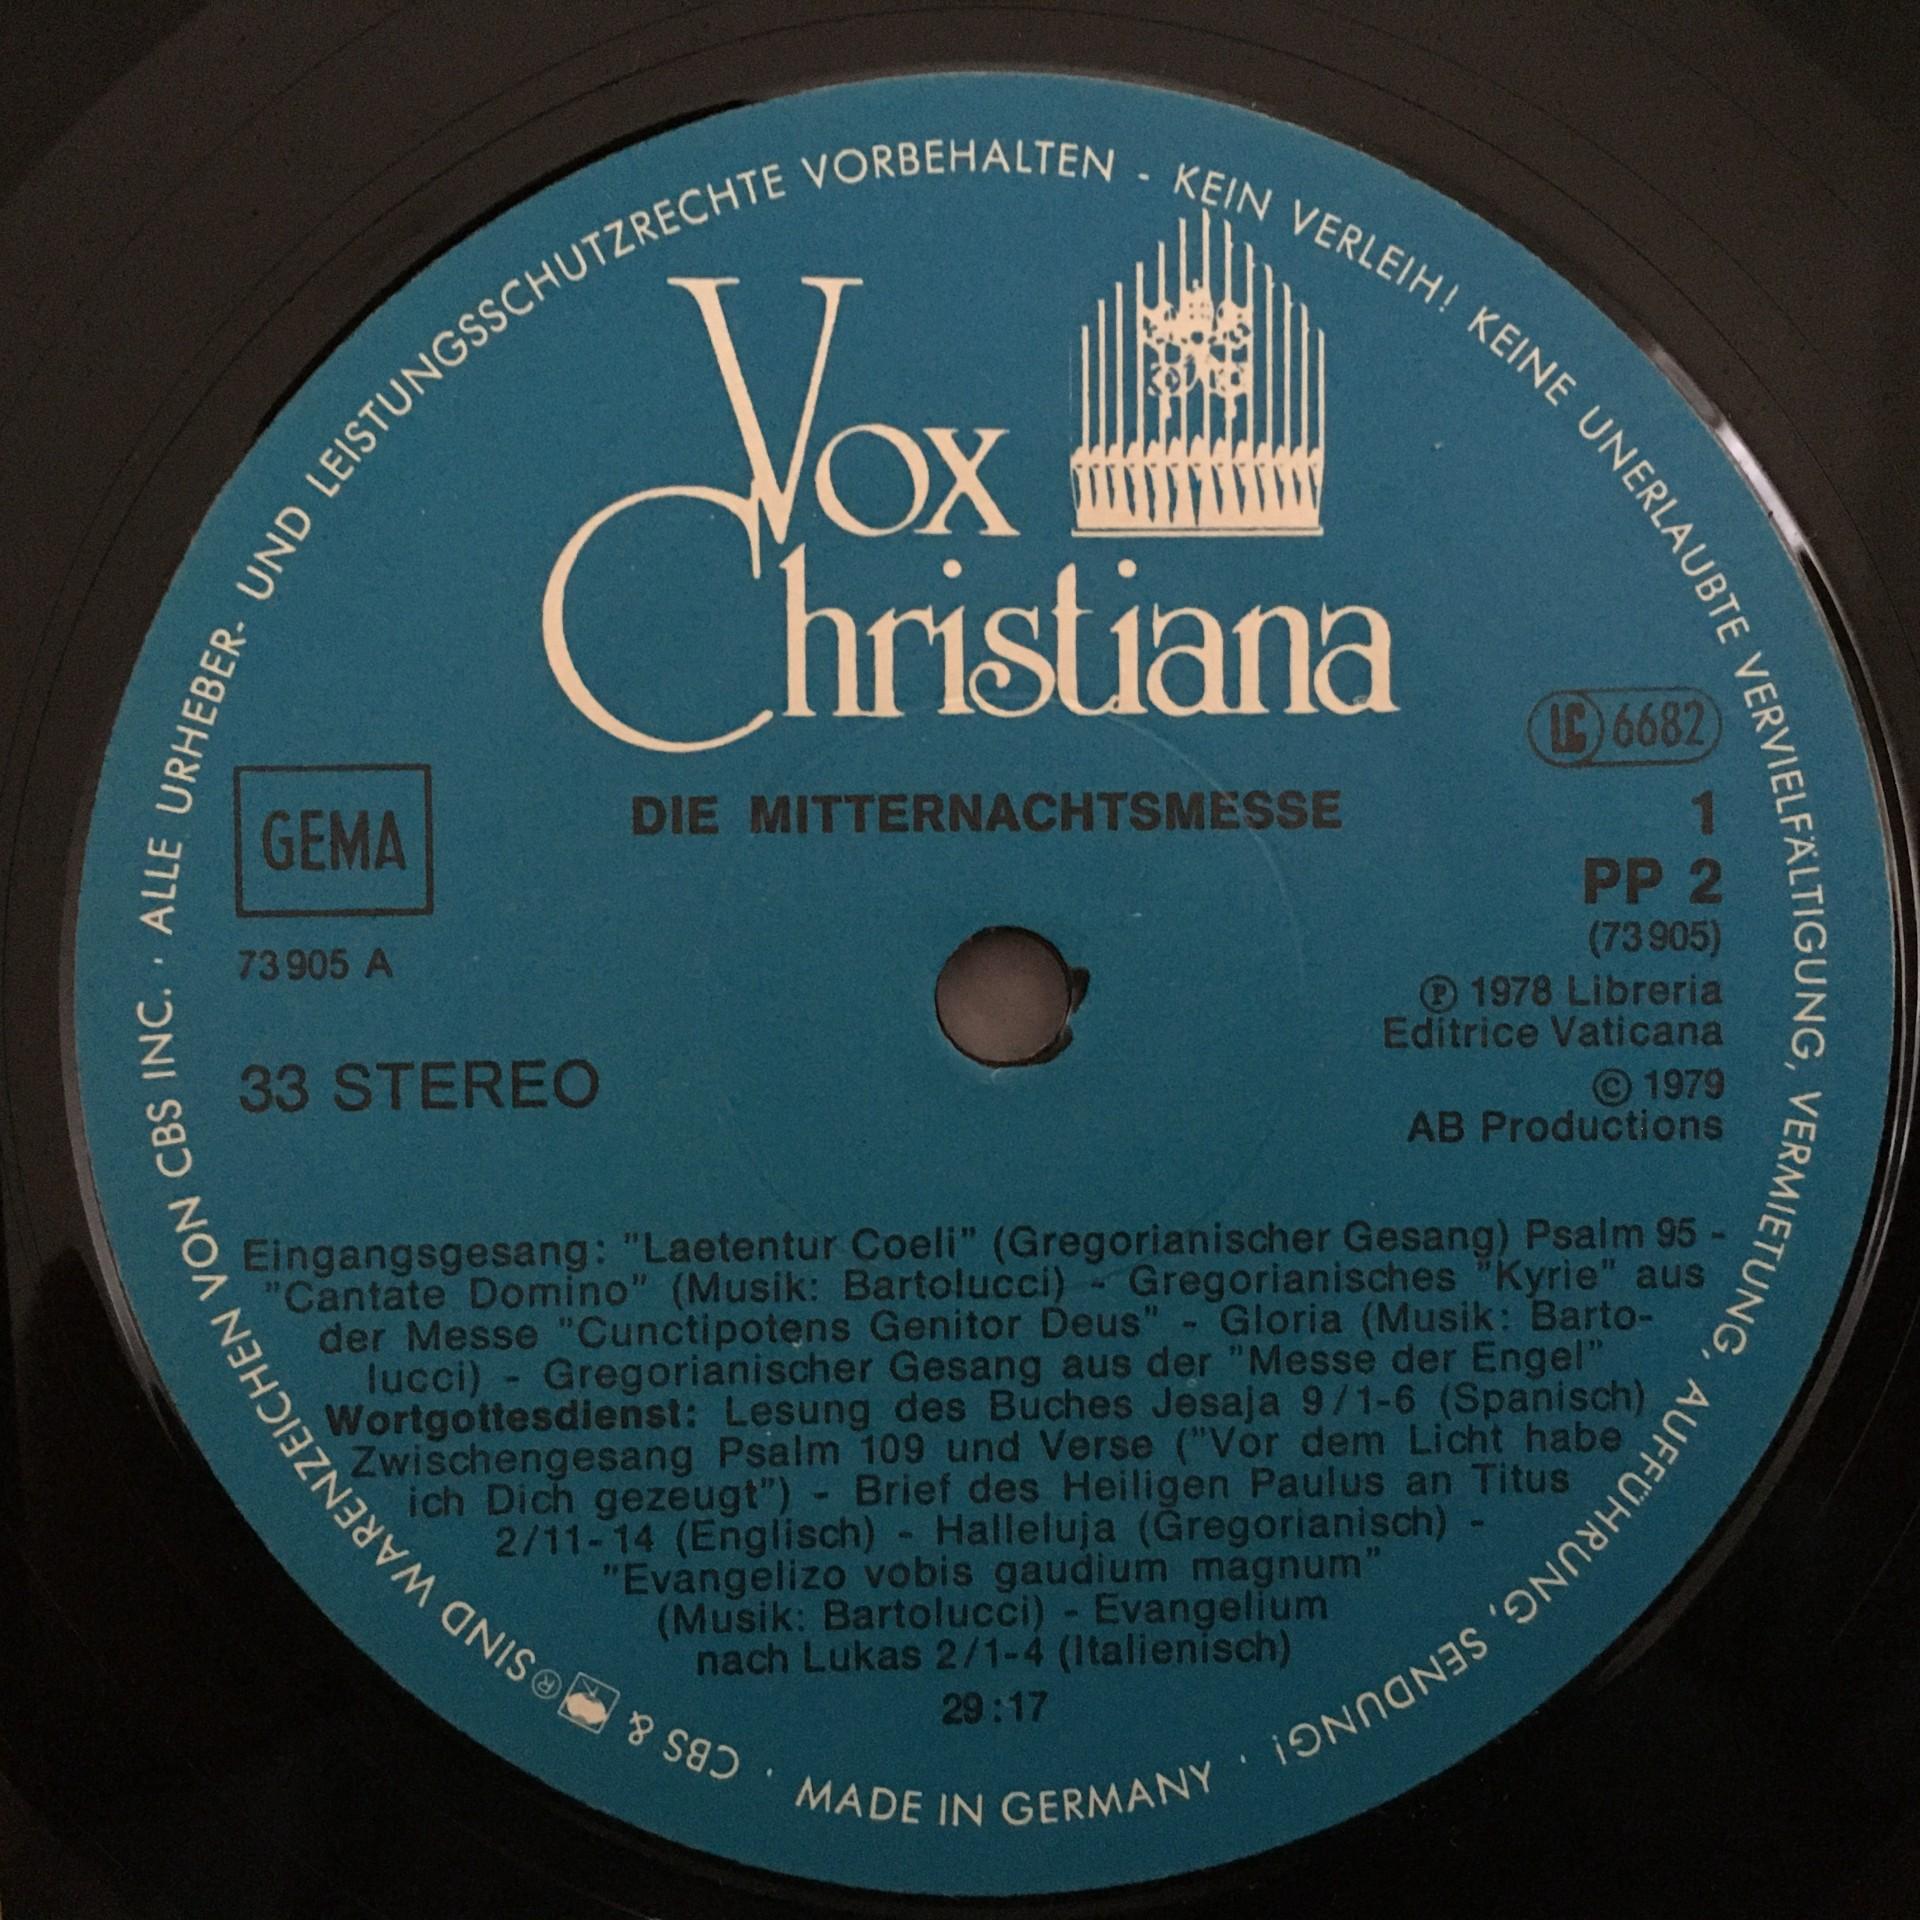 · ALLE URHEBER- UND LEISTUNGSSCHUTZRECHTE VORBEHALTEN - KEIN VERLEIH! KEINE UNERLAUBTE VERVIELFÄLTIGUNG, VERMIETUNG, AUFFÜHRUNG, SENDUNG! ·
Vox
Christiana
LC 6682
GEMA
DIE MITTERNACHTSMESSE
1
PP 2
(73 905)
73 905 A
Ⓟ 1978 Libreria
Editrice Vaticana
33 STEREO
© 1979
AB Productions
Eingangsgesang: "Laetentur Coeli" (Gregorianischer Gesang) Psalm 95 -
"Cantate Domino" (Musik: Bartolucci) - Gregorianisches "Kyrie" aus
der Messe "Cunctipotens Genitor Deus" - Gloria (Musik: Barto-
lucci) - Gregorianischer Gesang aus der "Messe der Engel"
Wortgottesdienst: Lesung des Buches Jesaja 9/1-6 (Spanisch)
Zwischengesang Psalm 109 und Verse ("Vor dem Licht habe
ich Dich gezeugt") - Brief des Heiligen Paulus an Titus
2/11-14 (Englisch) - Halleluja (Gregorianisch) -
"Evangelizo vobis gaudium magnum"
(Musik: Bartolucci) - Evangelium
nach Lukas 2/1-4 (Italienisch)
29:17
MADE IN GERMANY ·
CBS & ® SIND WARENZEICHEN VON CBS INC.